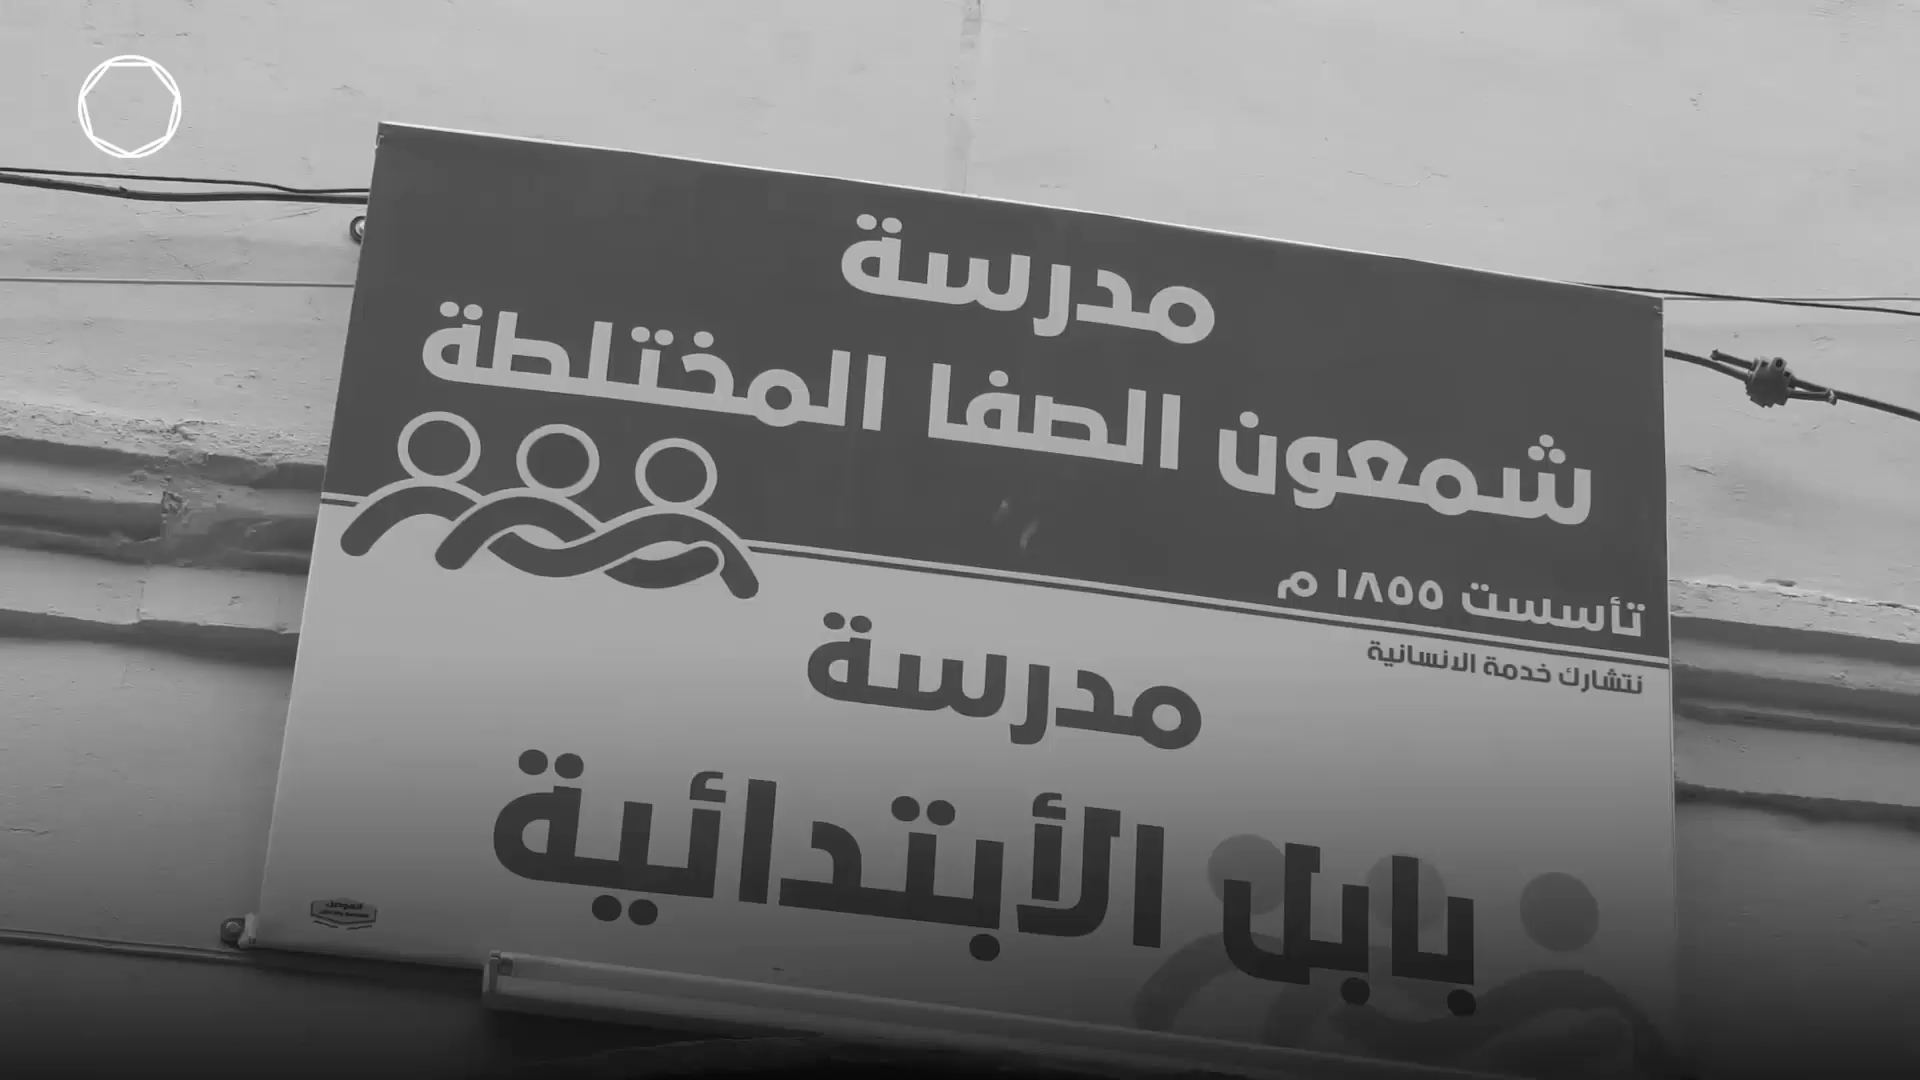 مدرسة
شمعون الصفا المختلطة
تأسست ١٨٥٥ م
نتشارك خدمة الانسانية
مدرسة
بابل الأبتدائية